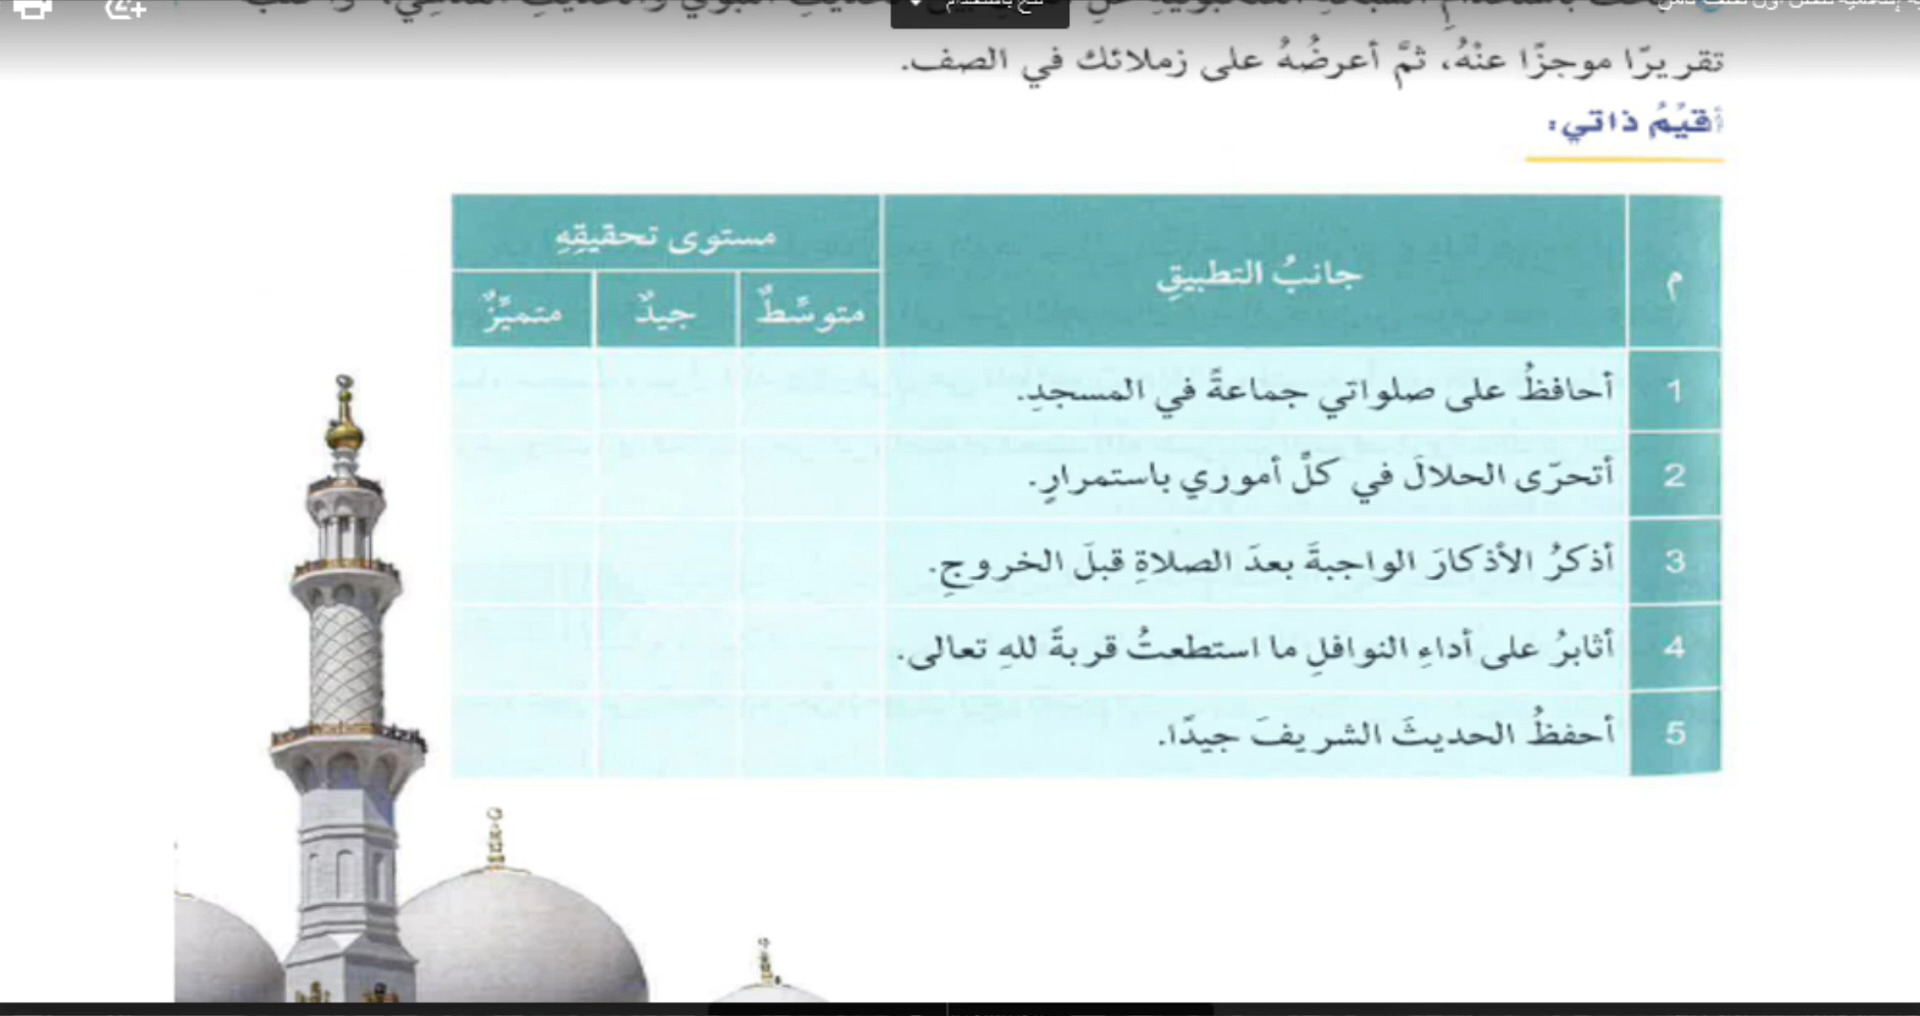 تقريرًا موجزًا عنْهُ، ثمَّ أعرضُهُ على زملائك في الصف.
أقيّمُ ذاتي:
م
جانبُ التطبيقِ
مستوى تحقيقِهِ
متوسِّطٌ
جيدٌ
متميِّزٌ
1 أحافظُ على صلواتي جماعةً في المسجدِ.
2 أتحرّى الحلالَ في كلِّ أموري باستمرارٍ.
3 أذكرُ الأذكارَ الواجبةَ بعدَ الصلاةِ قبلَ الخروجِ.
4 أثابرُ على أداءِ النوافلِ ما استطعتُ قربةً للهِ تعالى.
5 أحفظُ الحديثَ الشريفَ جيدًا.